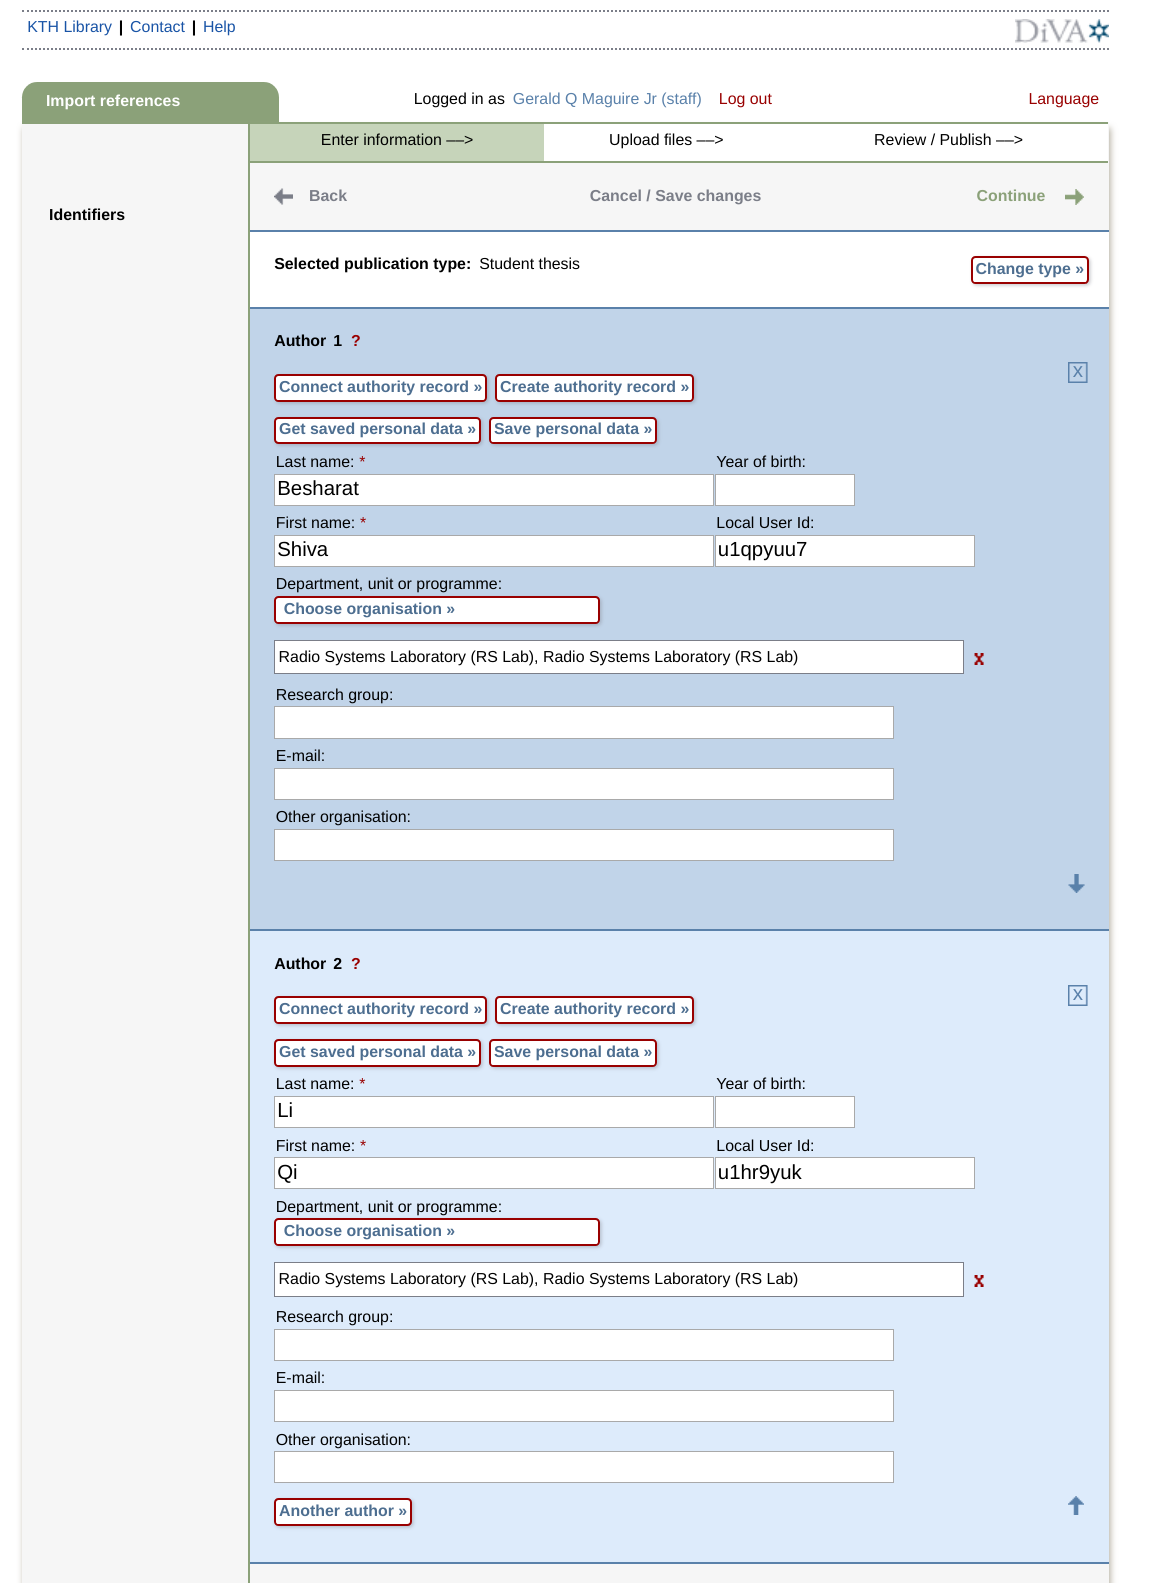 KTH Library | Contact | Help
DiVA
Import references
Logged in as Gerald Q Maguire Jr (staff) Log out
Language
Enter information —> Upload files —> Review / Publish —>
Back Cancel / Save changes Continue
Identifiers
Selected publication type: Student thesis
Change type »
Author 1 ?
X
Connect authority record » Create authority record »
Get saved personal data » Save personal data »
Last name: * Year of birth:
Besharat
First name: * Local User Id:
Shiva u1qpyuu7
Department, unit or programme:
Choose organisation »
Radio Systems Laboratory (RS Lab), Radio Systems Laboratory (RS Lab) x
Research group:
E-mail:
Other organisation:
Author 2 ?
X
Connect authority record » Create authority record »
Get saved personal data » Save personal data »
Last name: * Year of birth:
Li
First name: * Local User Id:
Qi u1hr9yuk
Department, unit or programme:
Choose organisation »
Radio Systems Laboratory (RS Lab), Radio Systems Laboratory (RS Lab) x
Research group:
E-mail:
Other organisation:
Another author »